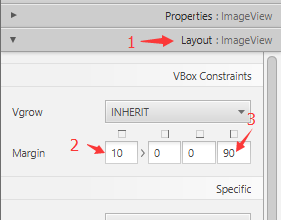 Properties : ImageView
1 Layout : ImageView
VBox Constraints
Vgrow INHERIT
2 3
Margin 10 0 0 90
Specific